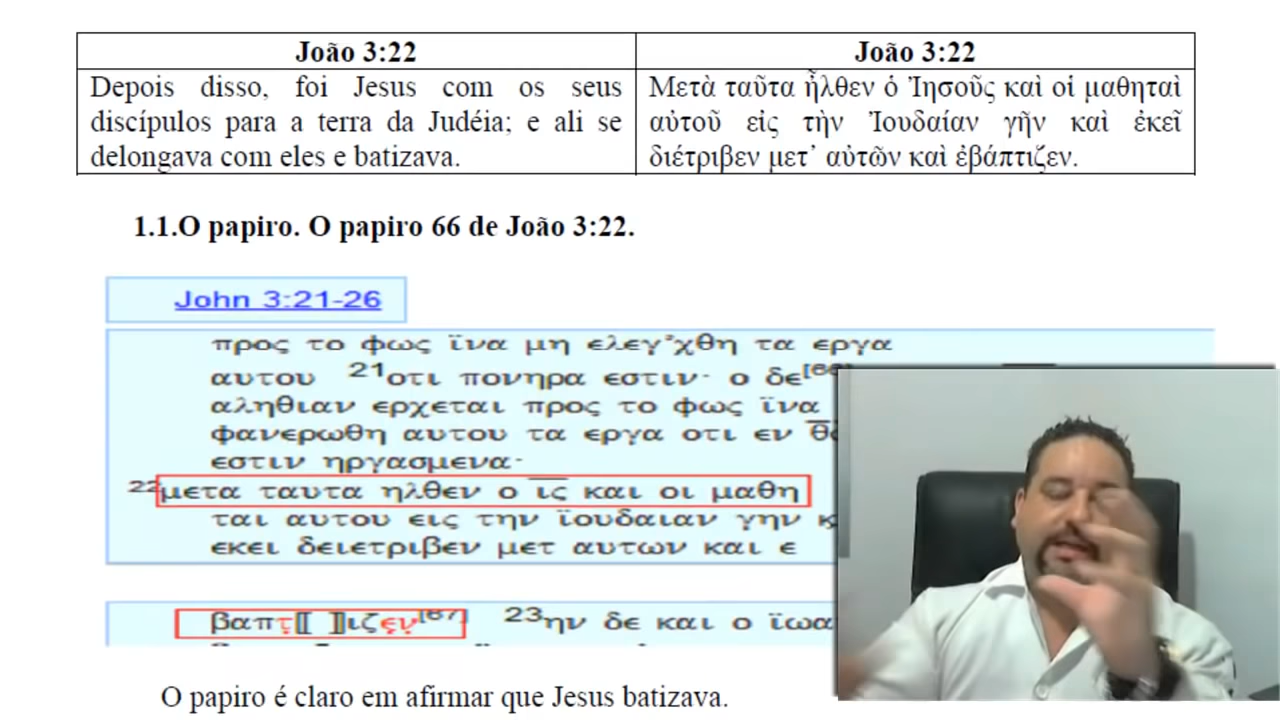 João 3:22
João 3:22
Depois disso, foi Jesus com os seus
discípulos para a terra da Judéia; e ali se
delongava com eles e batizava.
Μετὰ ταῦτα ἦλθεν ὁ Ἰησοῦς καὶ οἱ μαθηταὶ
αὐτοῦ εἰς τὴν Ἰουδαίαν γῆν καὶ ἐκεῖ
διέτριβεν μετ᾽ αὐτῶν καὶ ἐβάπτιζεν.
1.1.O papiro. O papiro 66 de João 3:22.
John 3:21-26
προς το φως ϊνα μη ελεγ᾽χθη τα εργα
αυτου 21οτι πονηρα εστιν· ο δε
αληθιαν ερχεται προς το φως ϊνα
φανερωθη αυτου τα εργα οτι εν
εστιν ηργασμενα·
22μετα ταυτα ηλθεν ο ι̅ς̅ και οι μαθη
ται αυτου εις την ϊουδαιαν γην
εκει δειετριβεν μετ αυτων και ε
βαπτ̣[[ ]]ιζε̣ν̣[67] 23ην δε και ο ϊωα
O papiro é claro em afirmar que Jesus batizava.